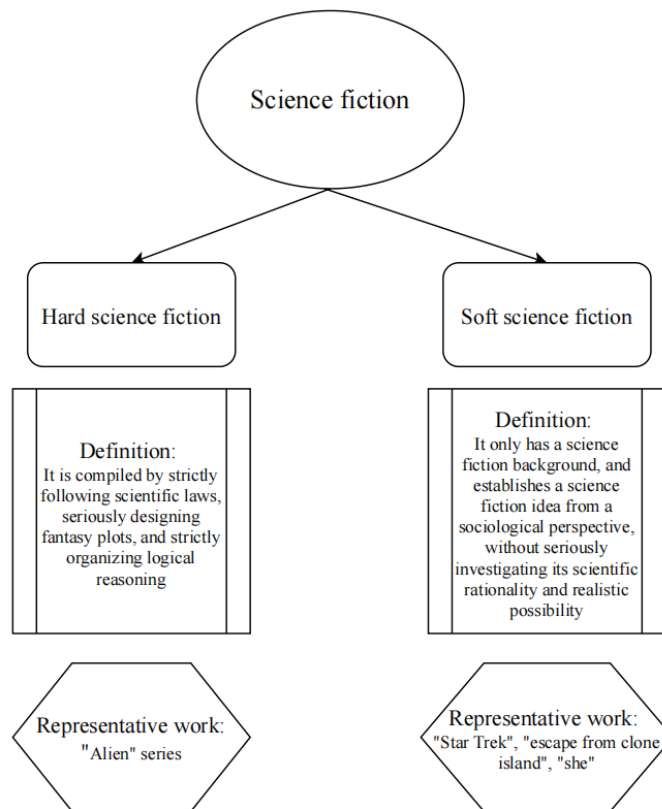 Science fiction
Hard science fiction
Soft science fiction
Definition:
It is compiled by strictly
following scientific laws,
seriously designing
fantasy plots, and strictly
organizing logical
reasoning
Definition:
It only has a science
fiction background, and
establishes a science
fiction idea from a
sociological perspective,
without seriously
investigating its scientific
rationality and realistic
possibility
Representative work:
"Alien" series
Representative work:
"Star Trek", "escape from clone
island", "she"